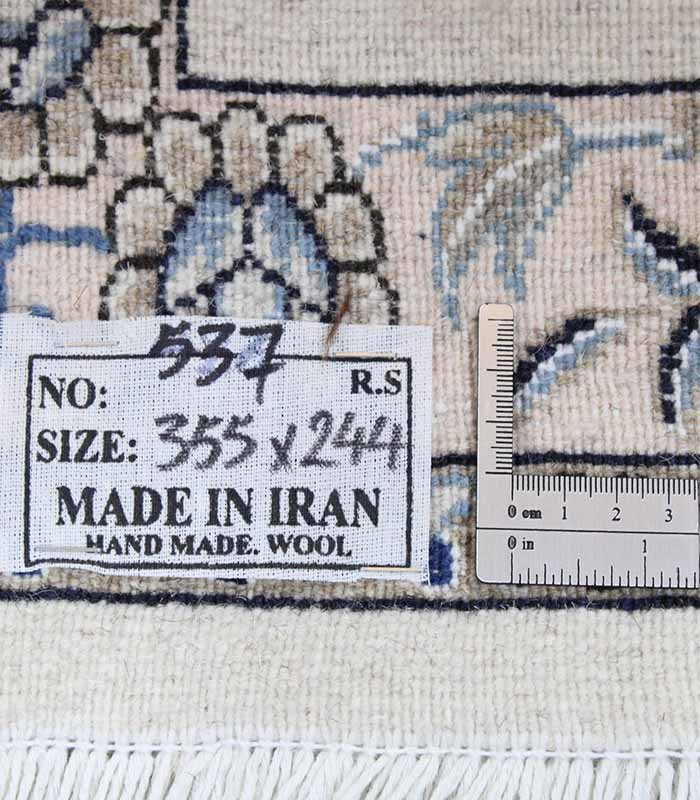 537
NO: R.S
SIZE: 355 x 244
MADE IN IRAN
HAND MADE. WOOL
0 cm 1 2 3
0 in 1